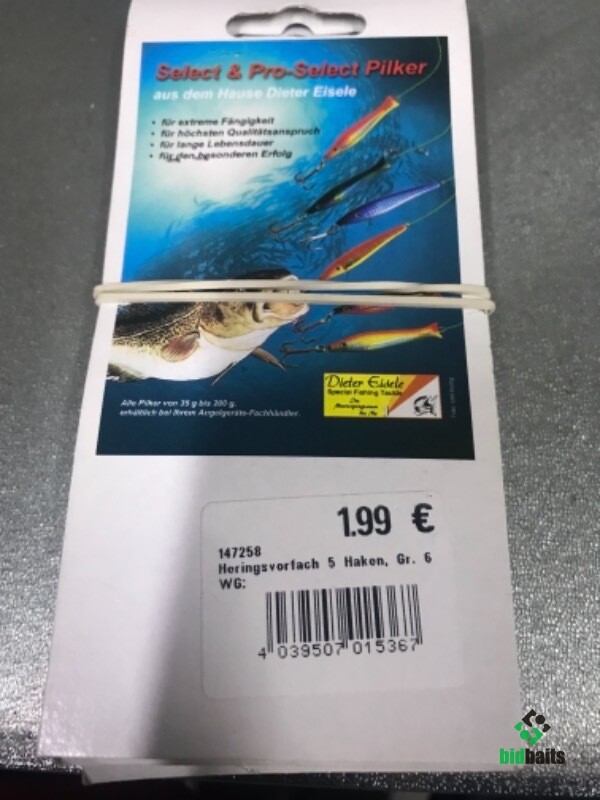 Select & Pro-Select Pilker
aus dem Hause Dieter Eisele
• für extreme Fängigkeit
• für höchsten Qualitätsanspruch
• für lange Lebensdauer
• für den besonderen Erfolg
Dieter Eisele
Special Fishing Tackle
Alle Pilker von 35 g bis 300 g,
erhältlich bei Ihrem Angelgeräte-Fachhändler.
1.99 €
147258
Heringsvorfach 5 Haken, Gr. 6
WG:
4 039507 015367
bidbaits